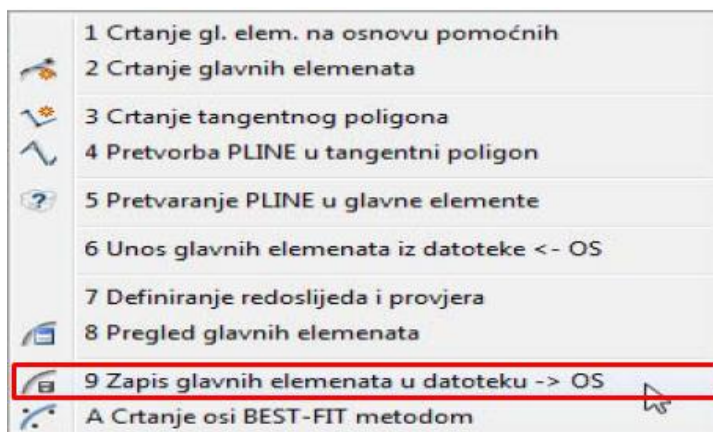 1 Crtanje gl. elem. na osnovu pomoćnih
2 Crtanje glavnih elemenata
3 Crtanje tangentnog poligona
4 Pretvorba PLINE u tangentni poligon
5 Pretvaranje PLINE u glavne elemente
6 Unos glavnih elemenata iz datoteke <- OS
7 Definiranje redoslijeda i provjera
8 Pregled glavnih elemenata
9 Zapis glavnih elemenata u datoteku -> OS
A Crtanje osi BEST-FIT metodom